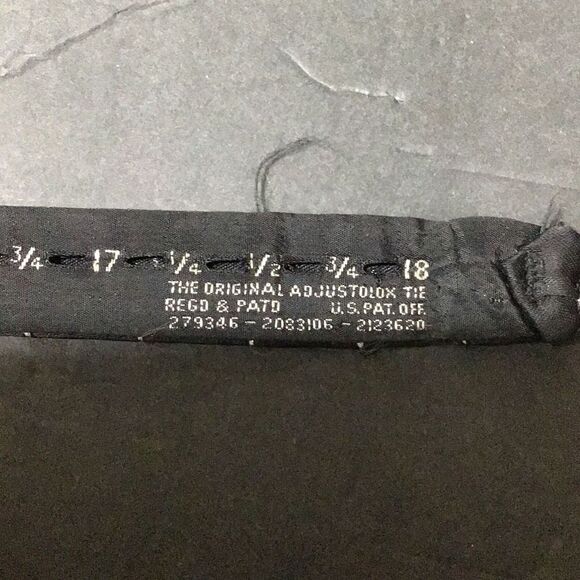 3/4 17 1/4 1/2 3/4 18
THE ORIGINAL ADJUSTOLOX TIE
REGD & PATD U.S. PAT. OFF.
279346 - 2083106 - 2123620